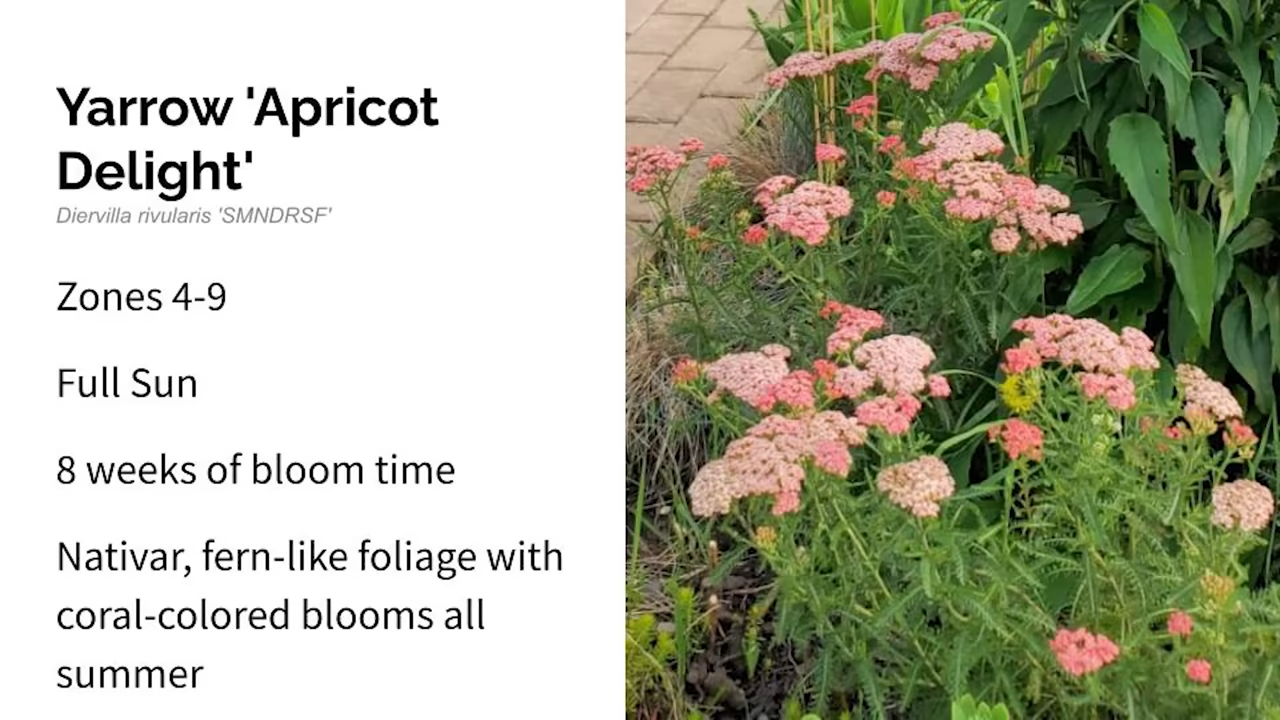 Yarrow 'Apricot
Delight'
Diervilla rivularis 'SMNDRSF'
Zones 4-9
Full Sun
8 weeks of bloom time
Nativar, fern-like foliage with
coral-colored blooms all
summer